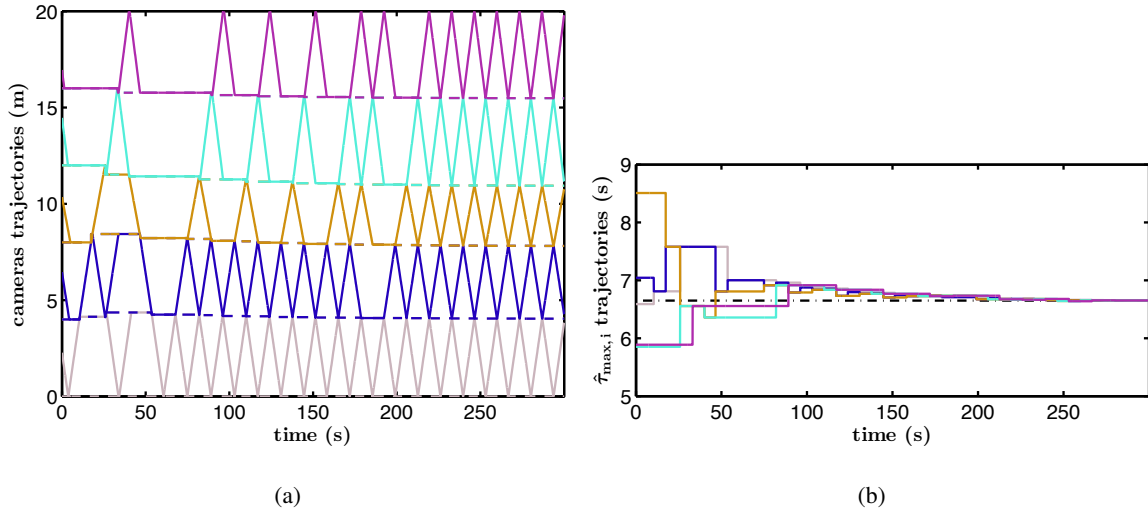 20
15
10
5
0
cameras trajectories (m)
0 50 100 150 200 250
time (s)
(a)
9
8
7
6
5
τ̂max,i trajectories (s)
0 50 100 150 200 250
time (s)
(b)